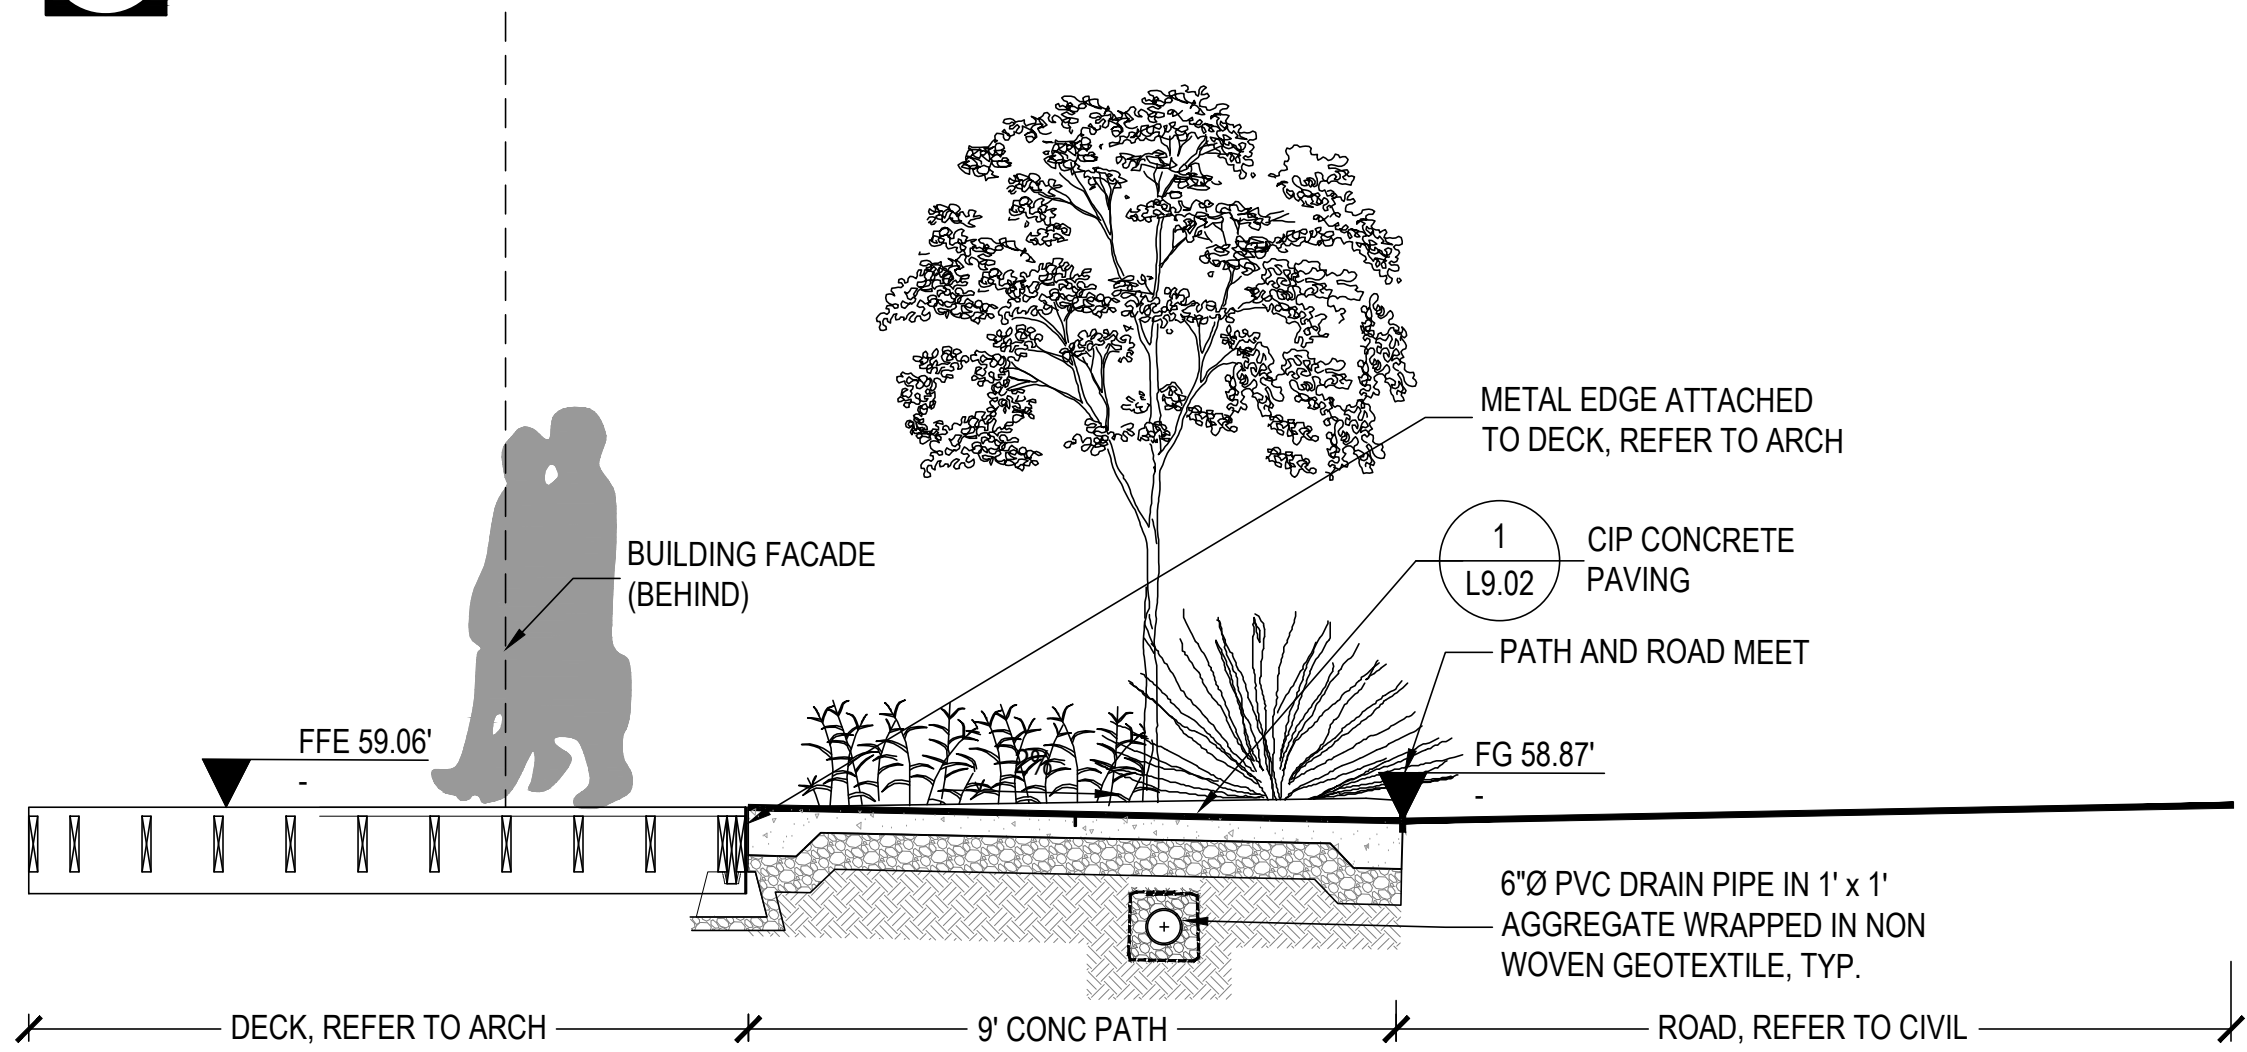 METAL EDGE ATTACHED
TO DECK, REFER TO ARCH
1
L9.02
CIP CONCRETE
PAVING
BUILDING FACADE
(BEHIND)
PATH AND ROAD MEET
FFE 59.06'
-
2%
FG 58.87'
-
6"Ø PVC DRAIN PIPE IN 1' x 1'
AGGREGATE WRAPPED IN NON
WOVEN GEOTEXTILE, TYP.
DECK, REFER TO ARCH
9' CONC PATH
ROAD, REFER TO CIVIL